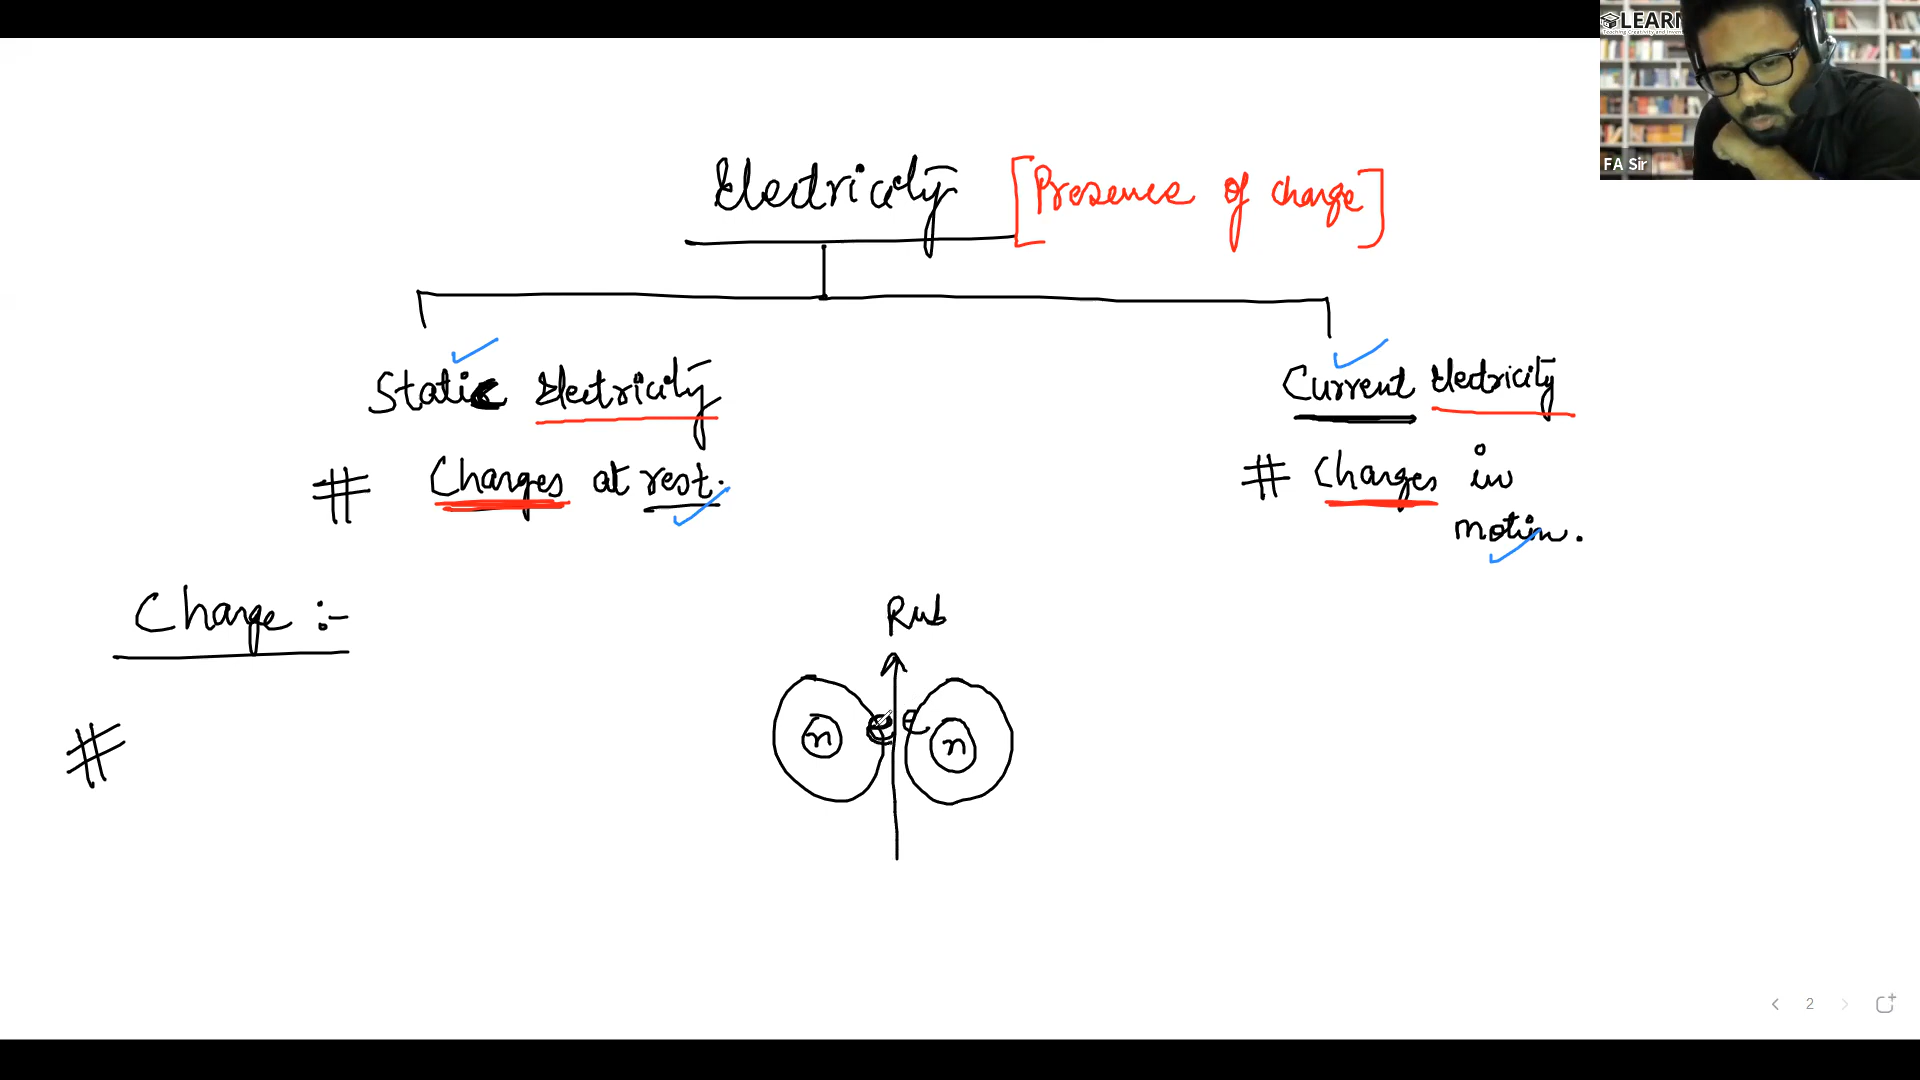 LEARN
FA Sir
Electricity [Presence of charge]
Static Electricity
# Charges at rest.
Current Electricity
# Charges in
motion.
Charge :-
#
Rub
n e e n
2